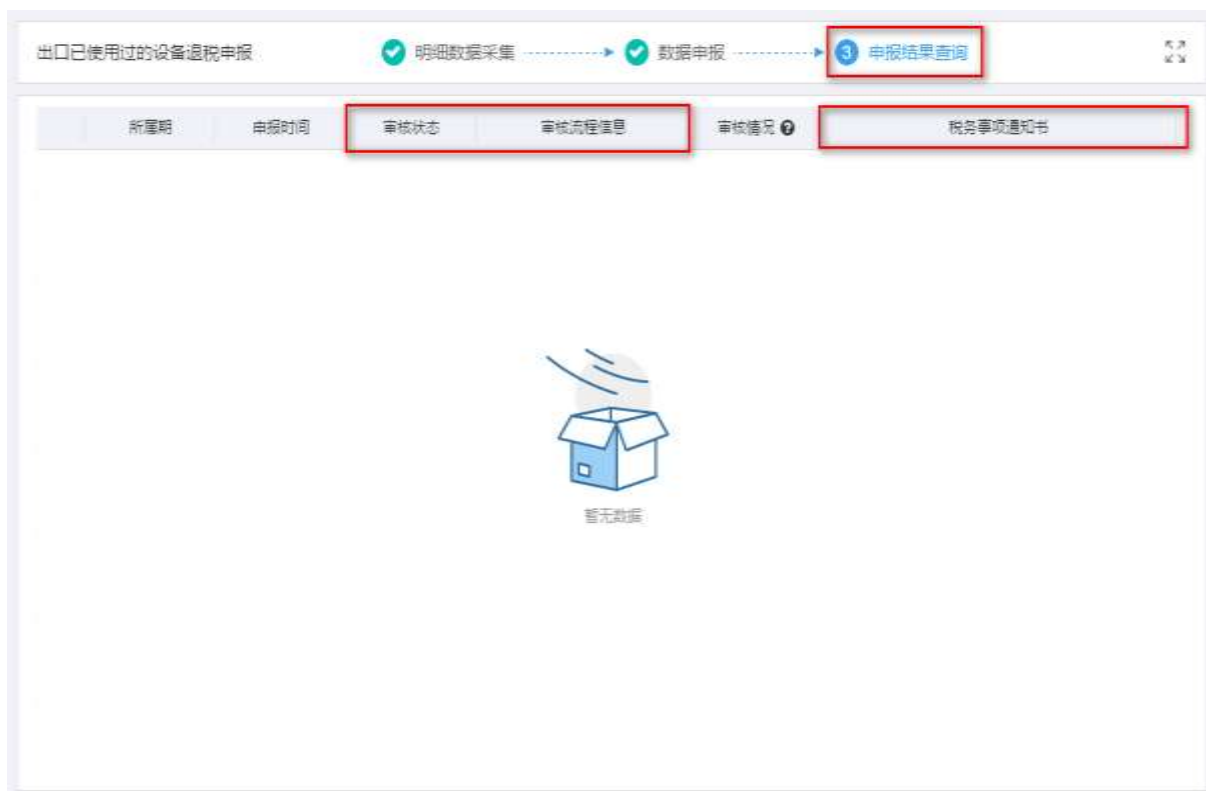 出口已使用过的设备退税申报 明细数据采集 数据申报 3 申报结果查询
所属期 申报时间 审核状态 审核流程信息 审核情况 ? 税务事项通知书
暂无数据